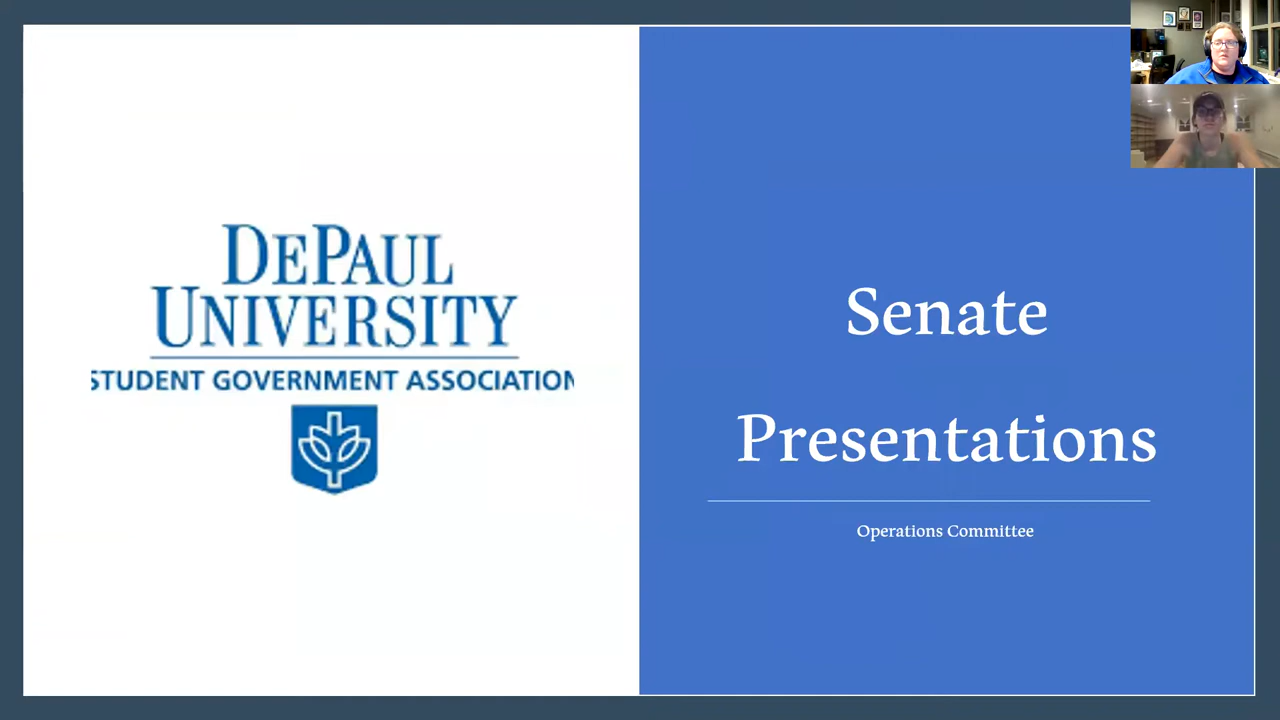 DEPAUL
UNIVERSITY
STUDENT GOVERNMENT ASSOCIATION
Senate
Presentations
Operations Committee